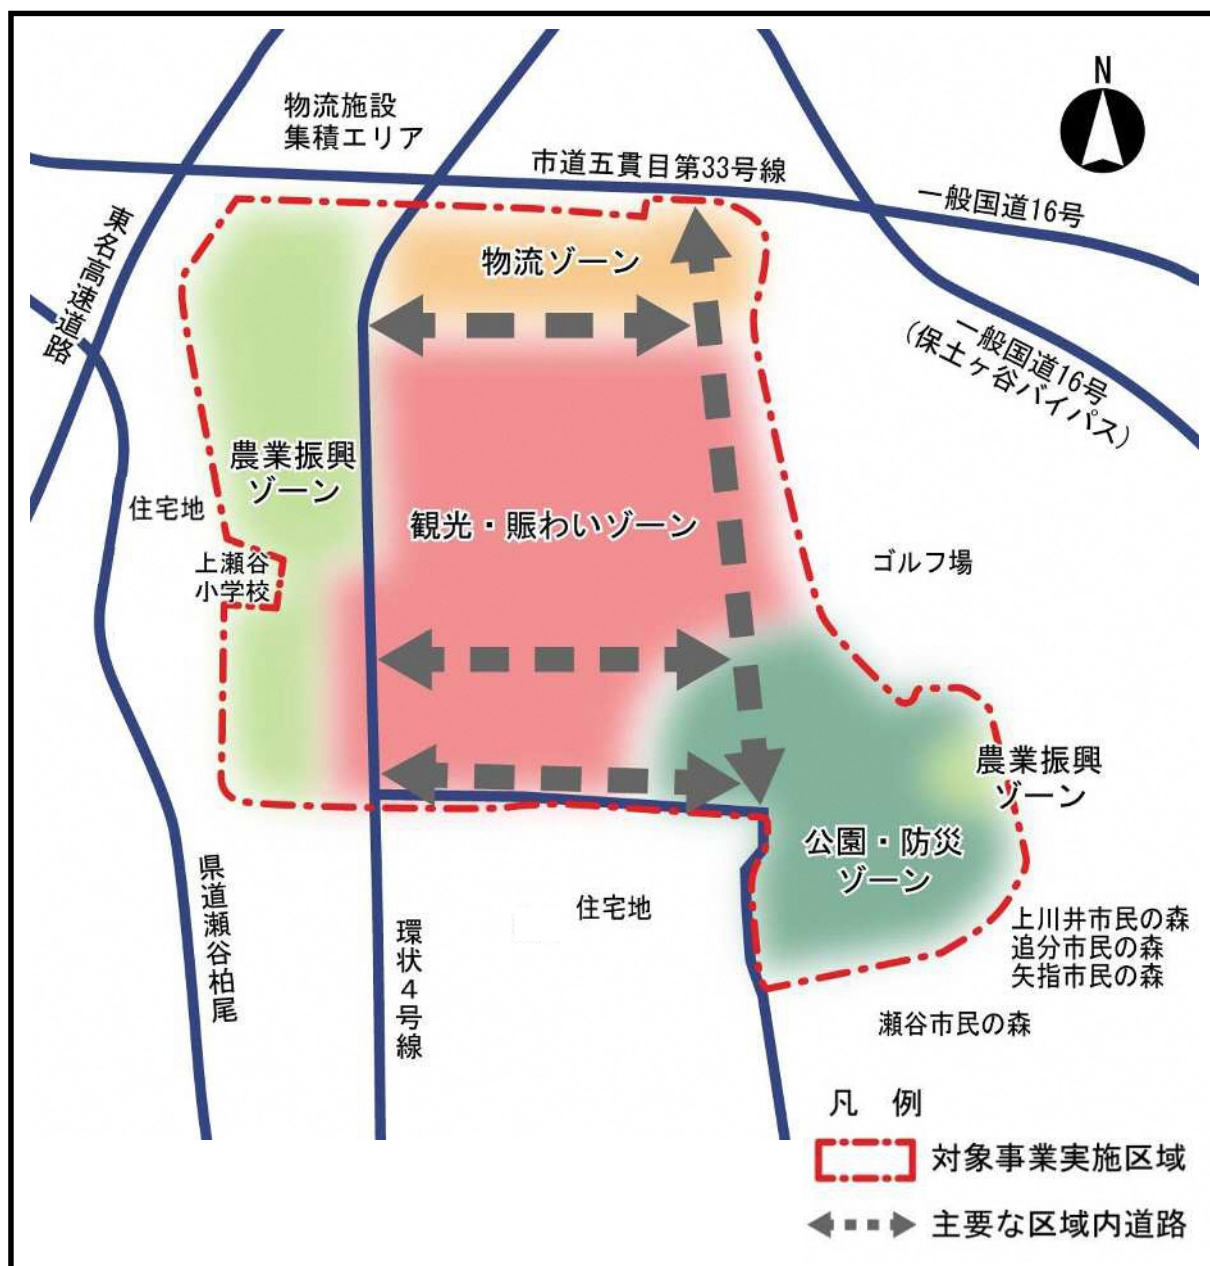 N
物流施設
集積エリア
市道五貫目第33号線
一般国道16号
東名高速道路
物流ゾーン
一般国道16号
(保土ヶ谷バイパス)
農業振興
ゾーン
住宅地
観光・賑わいゾーン
上瀬谷
小学校
ゴルフ場
農業振興
ゾーン
公園・防災
ゾーン
県道瀬谷柏尾
環状4号線
住宅地
上川井市民の森
追分市民の森
矢指市民の森
瀬谷市民の森
凡 例
対象事業実施区域
主要な区域内道路